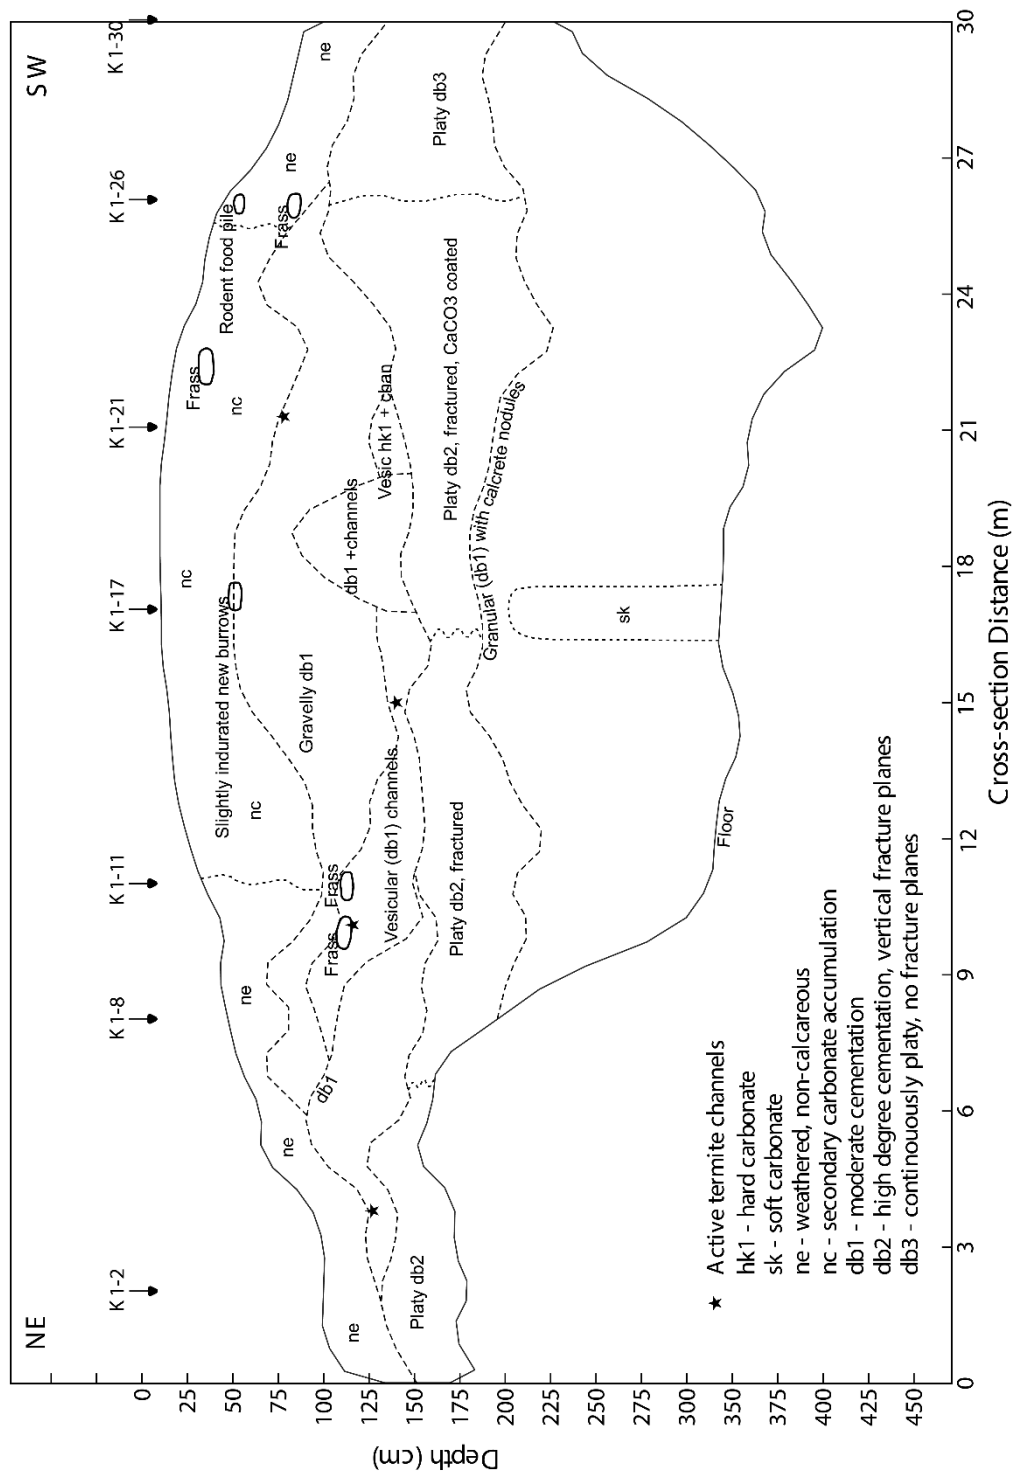 NE
SW
K1-2
K1-8
K1-11
K1-17
K1-21
K1-26
K1-30
Depth (cm)
0
25
50
75
100
125
150
175
200
225
250
275
300
325
350
375
400
425
450
ne
ne
ne
nc
nc
nc
ne
ne
Frass
Rodent food pile
Frass
Slightly indurated new burrows
Gravelly db1
db1 +channels
Vesic hk1 + chan
Frass
Frass
db1
Vesicular (db1) channels
Platy db2
Platy db2, fractured
Platy db2, fractured, CaCO3 coated
Platy db3
Granular (db1) with calcrete nodules
sk
Floor
★ Active termite channels
hk1 - hard carbonate
sk - soft carbonate
ne - weathered, non-calcareous
nc - secondary carbonate accumulation
db1 - moderate cementation
db2 - high degree cementation, vertical fracture planes
db3 - continouously platy, no fracture planes
0
3
6
9
12
15
18
21
24
27
30
Cross-section Distance (m)